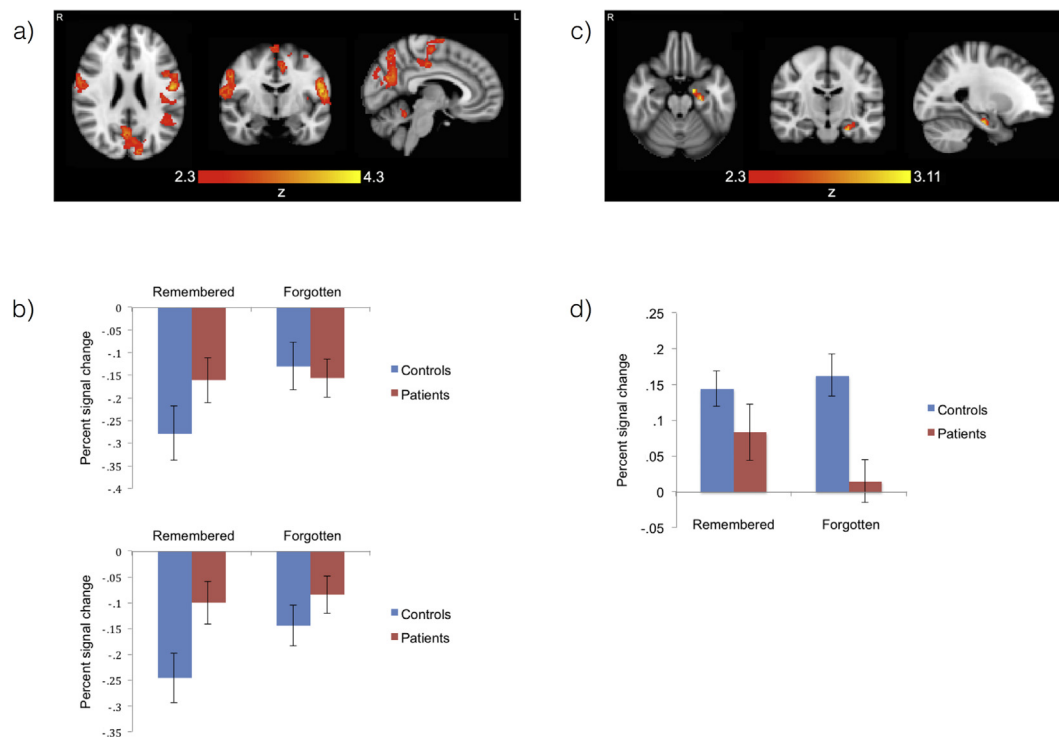 a)
R L
2.3 4.3
z
b)
Remembered Forgotten
0
-.05
-.1
-.15
-.2
-.25
-.3
-.35
-.4
Percent signal change
Controls
Patients
Remembered Forgotten
0
-.05
-.1
-.15
-.2
-.25
-.3
-.35
Percent signal change
Controls
Patients
c)
R
2.3 3.11
z
d)
.25
.2
.15
.1
.05
0
-.05
Percent signal change
Remembered Forgotten
Controls
Patients